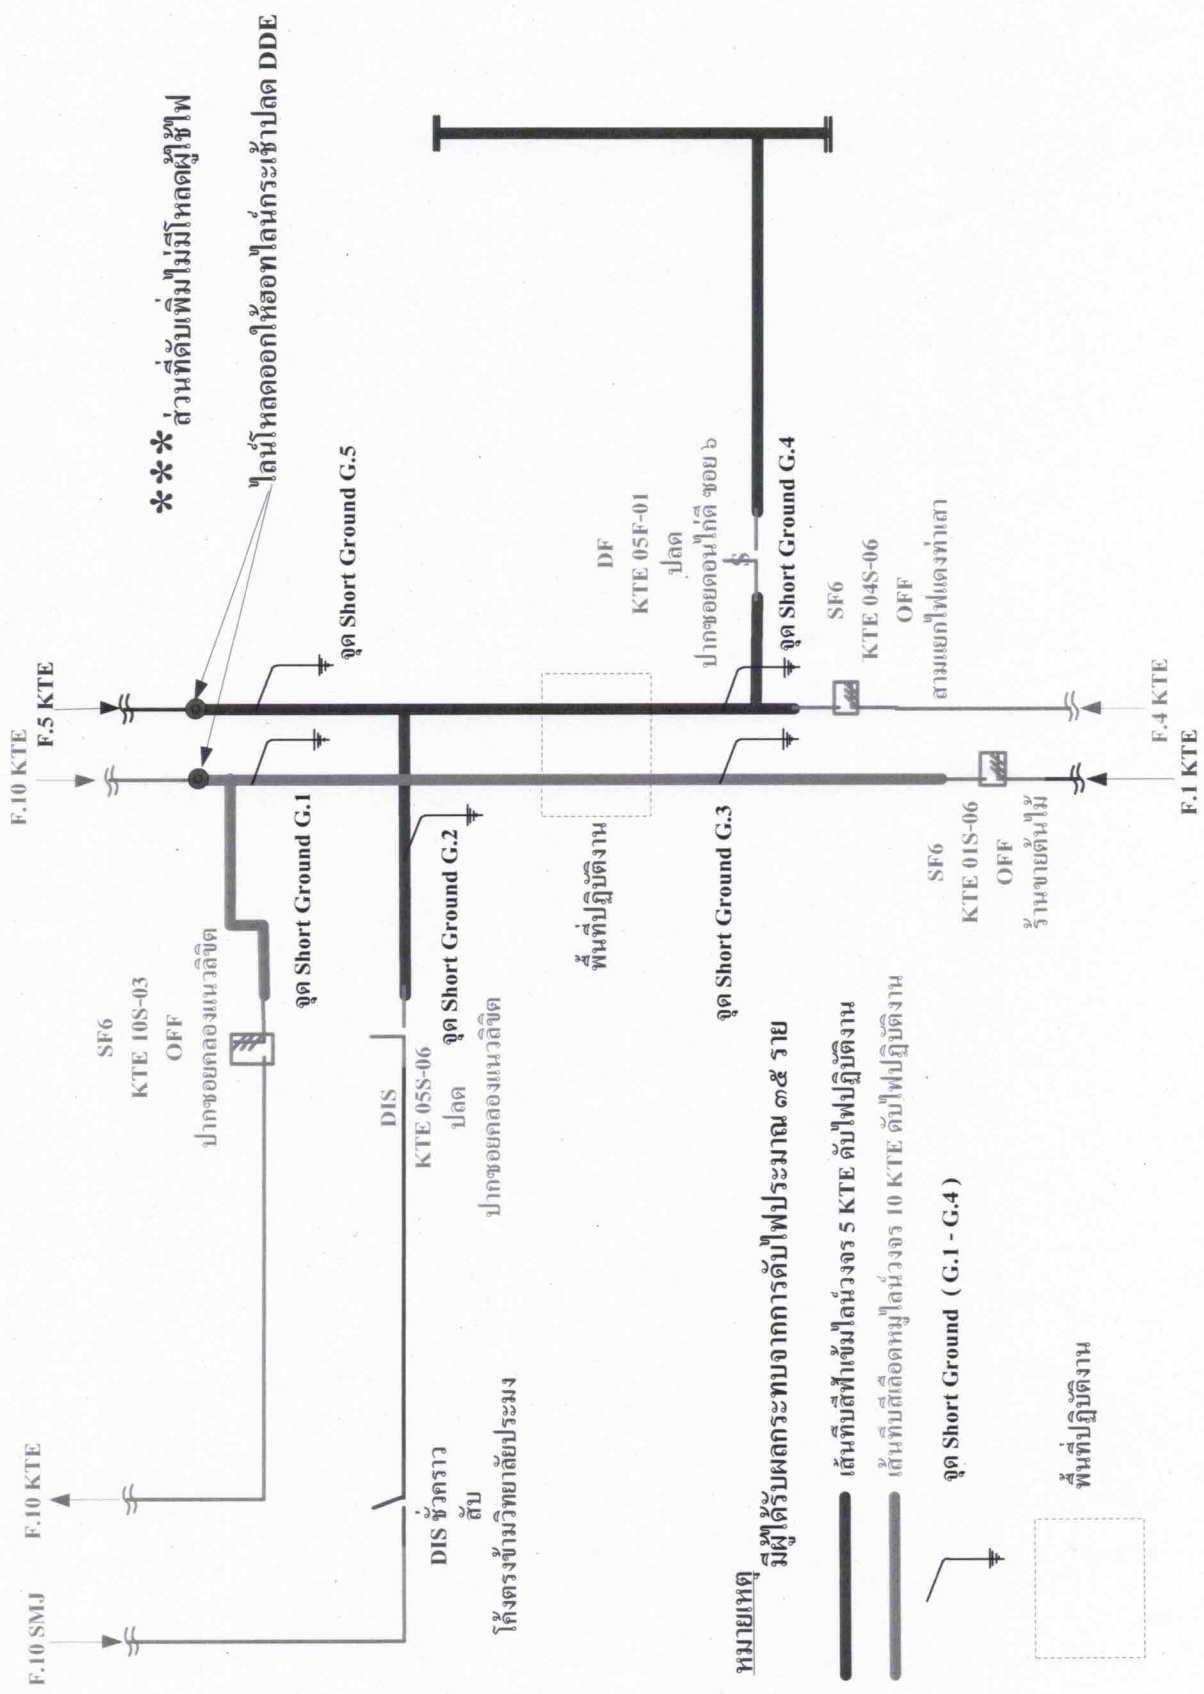 F.10 SMJ
F.10 KTE
F.10 KTE
F.5 KTE
*** ส่วนที่ดับเพิ่มไม่มีโหลดผู้ใช้ไฟ
ไลน์โหลดออกให้ฮอทไลน์กระเช้าปลด DDE
SF6
KTE 10S-03
OFF
ปากซอยคลองแนวลิขิต
จุด Short Ground G.1
จุด Short Ground G.5
DIS
KTE 05S-06
ปลด
ปากซอยคลองแนวลิขิต
จุด Short Ground G.2
DIS ชั่วคราว
สับ
โค้งตรงข้ามวิทยาลัยประมง
พื้นที่ปฏิบัติงาน
DF
KTE 05F-01
ปลด
ปากซอยดอนไก่ดี ซอย ๖
จุด Short Ground G.3
จุด Short Ground G.4
SF6
KTE 04S-06
OFF
สามแยกไฟแดงท่าเสา
SF6
KTE 01S-06
OFF
ร้านขายต้นไม้
F.1 KTE
F.4 KTE
หมายเหตุ
มีผู้ได้รับผลกระทบจากการดับไฟประมาณ ๓๕ ราย
เส้นทึบสีฟ้าเข้มไลน์วงจร 5 KTE ดับไฟปฏิบัติงาน
เส้นทึบสีเลือดหมูไลน์วงจร 10 KTE ดับไฟปฏิบัติงาน
จุด Short Ground ( G.1 - G.4 )
พื้นที่ปฏิบัติงาน